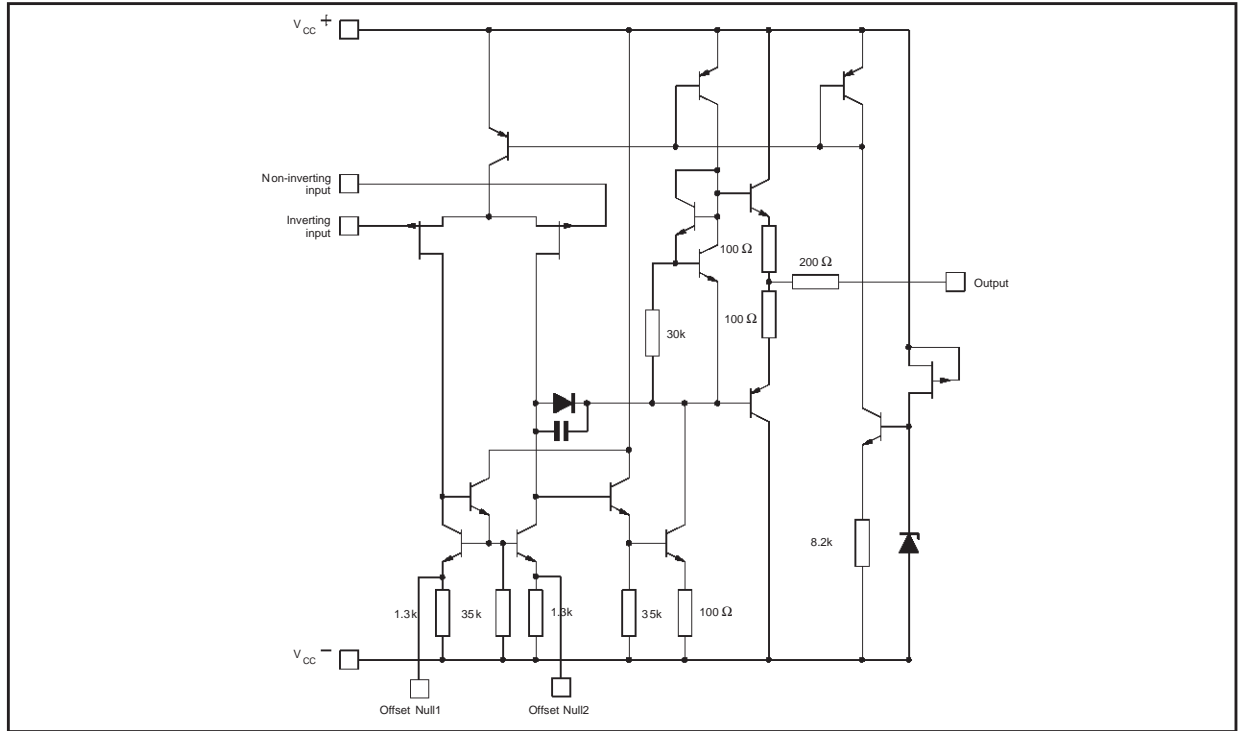 V CC +
Non-inverting
input
Inverting
input
100 Ω
200 Ω
Output
100 Ω
30k
8.2k
1.3k
35k
1.3k
35k
100 Ω
V CC −
Offset Null1
Offset Null2